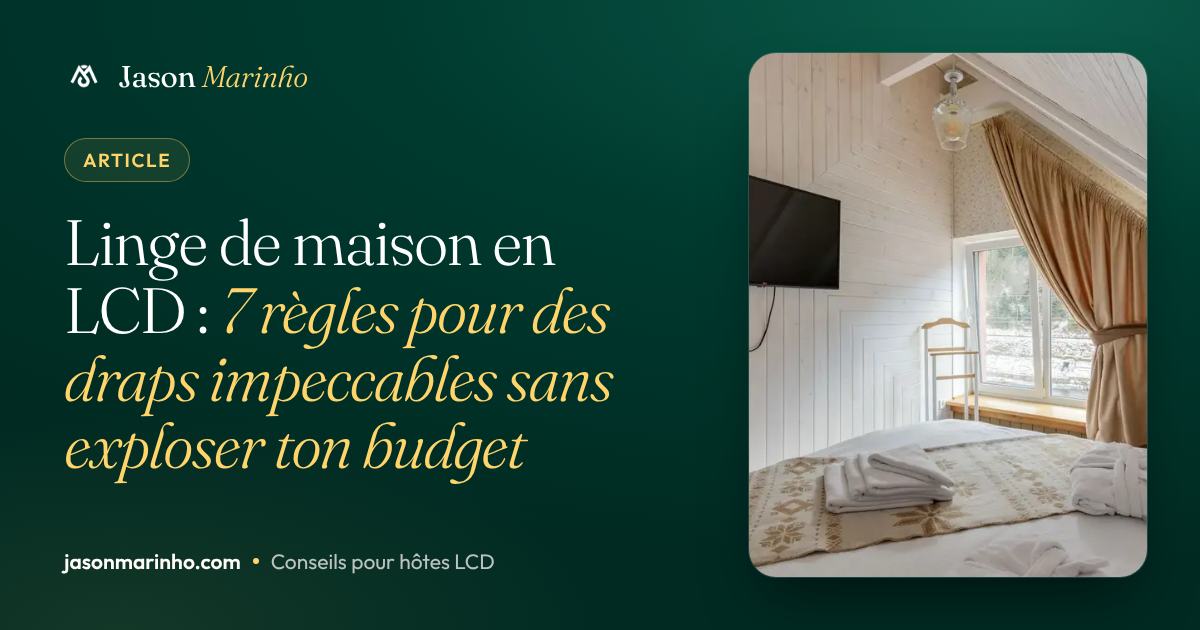 Jason Marinho
ARTICLE
Linge de maison en
LCD : 7 règles pour des
draps impeccables sans
exploser ton budget
jasonmarinho.com • Conseils pour hôtes LCD